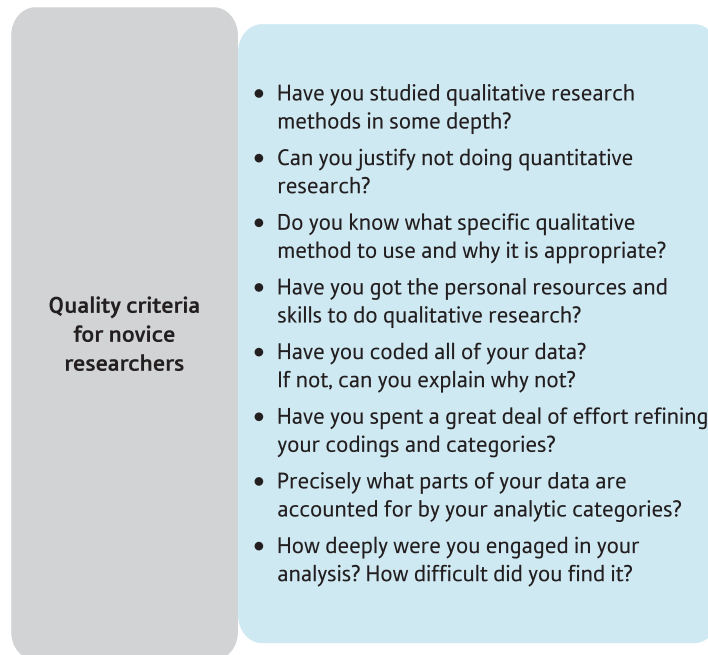 Quality criteria
for novice
researchers
• Have you studied qualitative research
methods in some depth?
• Can you justify not doing quantitative
research?
• Do you know what specific qualitative
method to use and why it is appropriate?
• Have you got the personal resources and
skills to do qualitative research?
• Have you coded all of your data?
If not, can you explain why not?
• Have you spent a great deal of effort refining
your codings and categories?
• Precisely what parts of your data are
accounted for by your analytic categories?
• How deeply were you engaged in your
analysis? How difficult did you find it?